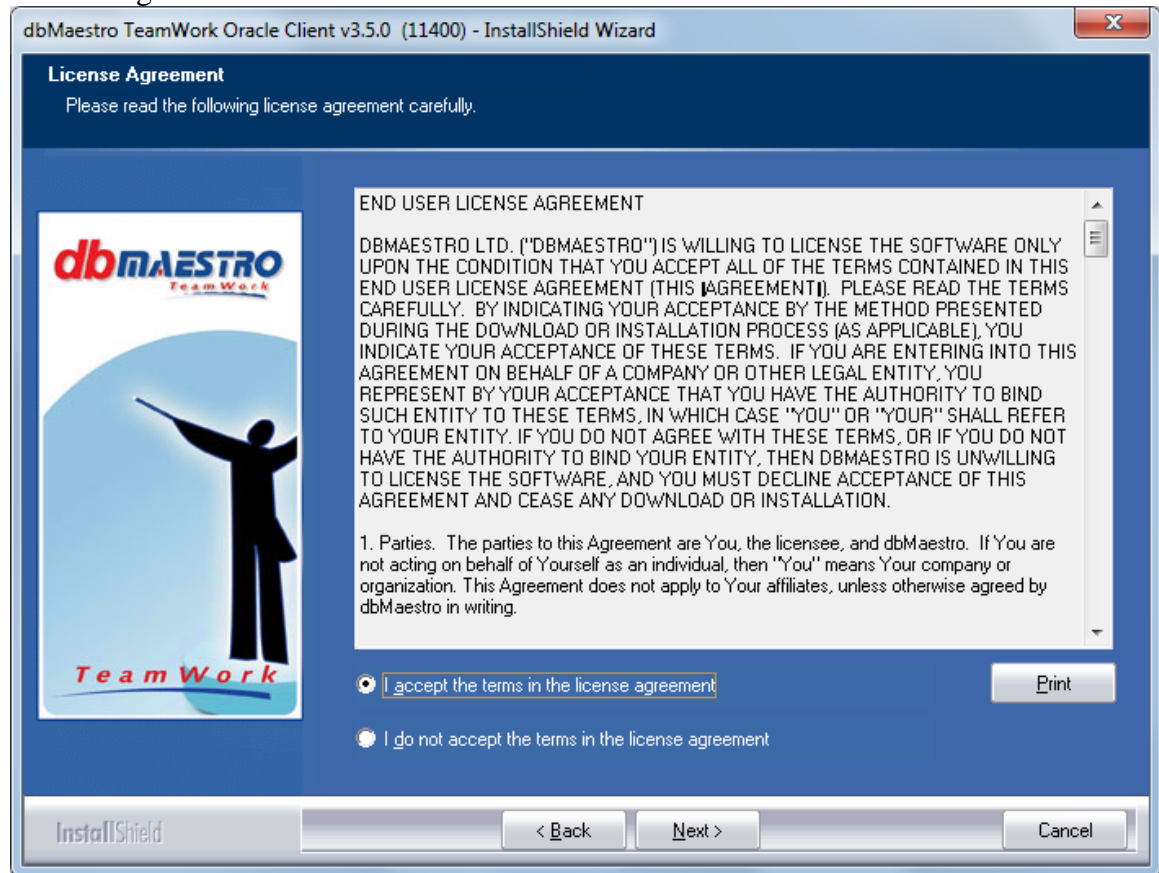 dbMaestro TeamWork Oracle Client v3.5.0 (11400) - InstallShield Wizard
License Agreement
Please read the following license agreement carefully.
dbMAESTRO
TeamWork
TeamWork
END USER LICENSE AGREEMENT
DBMAESTRO LTD. ("DBMAESTRO") IS WILLING TO LICENSE THE SOFTWARE ONLY
UPON THE CONDITION THAT YOU ACCEPT ALL OF THE TERMS CONTAINED IN THIS
END USER LICENSE AGREEMENT (THIS AGREEMENT). PLEASE READ THE TERMS
CAREFULLY. BY INDICATING YOUR ACCEPTANCE BY THE METHOD PRESENTED
DURING THE DOWNLOAD OR INSTALLATION PROCESS (AS APPLICABLE), YOU
INDICATE YOUR ACCEPTANCE OF THESE TERMS. IF YOU ARE ENTERING INTO THIS
AGREEMENT ON BEHALF OF A COMPANY OR OTHER LEGAL ENTITY, YOU
REPRESENT BY YOUR ACCEPTANCE THAT YOU HAVE THE AUTHORITY TO BIND
SUCH ENTITY TO THESE TERMS, IN WHICH CASE "YOU" OR "YOUR" SHALL REFER
TO YOUR ENTITY. IF YOU DO NOT AGREE WITH THESE TERMS, OR IF YOU DO NOT
HAVE THE AUTHORITY TO BIND YOUR ENTITY, THEN DBMAESTRO IS UNWILLING
TO LICENSE THE SOFTWARE, AND YOU MUST DECLINE ACCEPTANCE OF THIS
AGREEMENT AND CEASE ANY DOWNLOAD OR INSTALLATION.
1. Parties. The parties to this Agreement are You, the licensee, and dbMaestro. If You are
not acting on behalf of Yourself as an individual, then "You" means Your company or
organization. This Agreement does not apply to Your affiliates, unless otherwise agreed by
dbMaestro in writing.
I accept the terms in the license agreement
Print
I do not accept the terms in the license agreement
InstallShield
< Back
Next >
Cancel